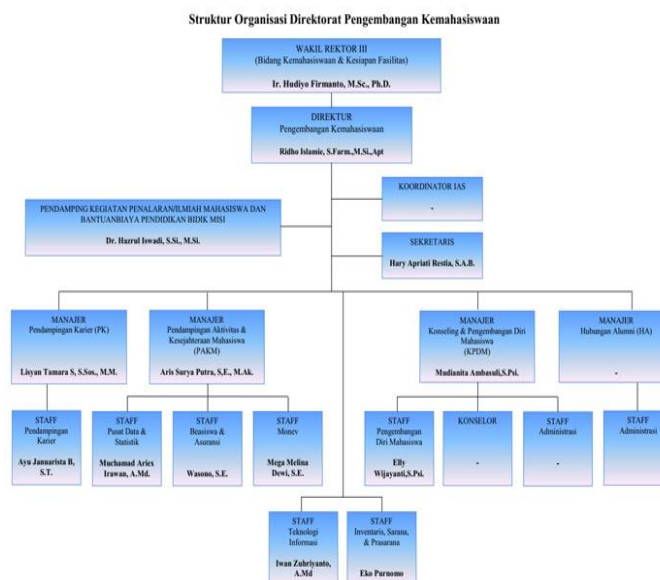 Struktur Organisasi Direktorat Pengembangan Kemahasiswaan
WAKIL REKTOR III
(Bidang Kemahasiswaan & Kesiapan Fasilitas)
Ir. Hudiyo Firmanto, M.Sc., Ph.D.
DIREKTUR
Pengembangan Kemahasiswaan
Ridho Islamie, S.Farm.,M.Si.,Apt
KOORDINATOR IAS
-
PENDAMPING KEGIATAN PENALARAN/ILMIAH MAHASISWA DAN
BANTUANBIAYA PENDIDIKAN BIDIK MISI
Dr. Hazrul Iswadi, S.Si., M.Si.
SEKRETARIS
Hary Apriati Restia, S.A.B.
MANAJER
Pendampingan Karier (PK)
Lisyan Tamara S, S.Sos., M.M.
MANAJER
Pendampingan Aktivitas &
Kesejahteraan Mahasiswa
(PAKM)
Aris Surya Putra, S,E., M.Ak.
MANAJER
Konseling & Pengembangan Diri
Mahasiswa
(KPDM)
Mudianita Ambasuli,S.Psi.
MANAJER
Hubungan Alumni (HA)
-
STAFF
Pendampingan
Karier
Ayu Januarista B,
S.T.
STAFF
Pusat Data &
Statistik
Muchamad Ariex
Irawan, A.Md.
STAFF
Beasiswa &
Asuransi
Wasono, S.E.
STAFF
Monev
Mega Melina
Dewi, S.E.
STAFF
Pengembangan
Diri Mahasiswa
Elly
Wijayanti,S.Psi.
KONSELOR
-
STAFF
Administrasi
-
STAFF
Administrasi
STAFF
Teknologi
Informasi
Iwan Zuhriyanto,
A.Md
STAFF
Inventaris, Sarana,
& Prasarana
Eko Purnomo